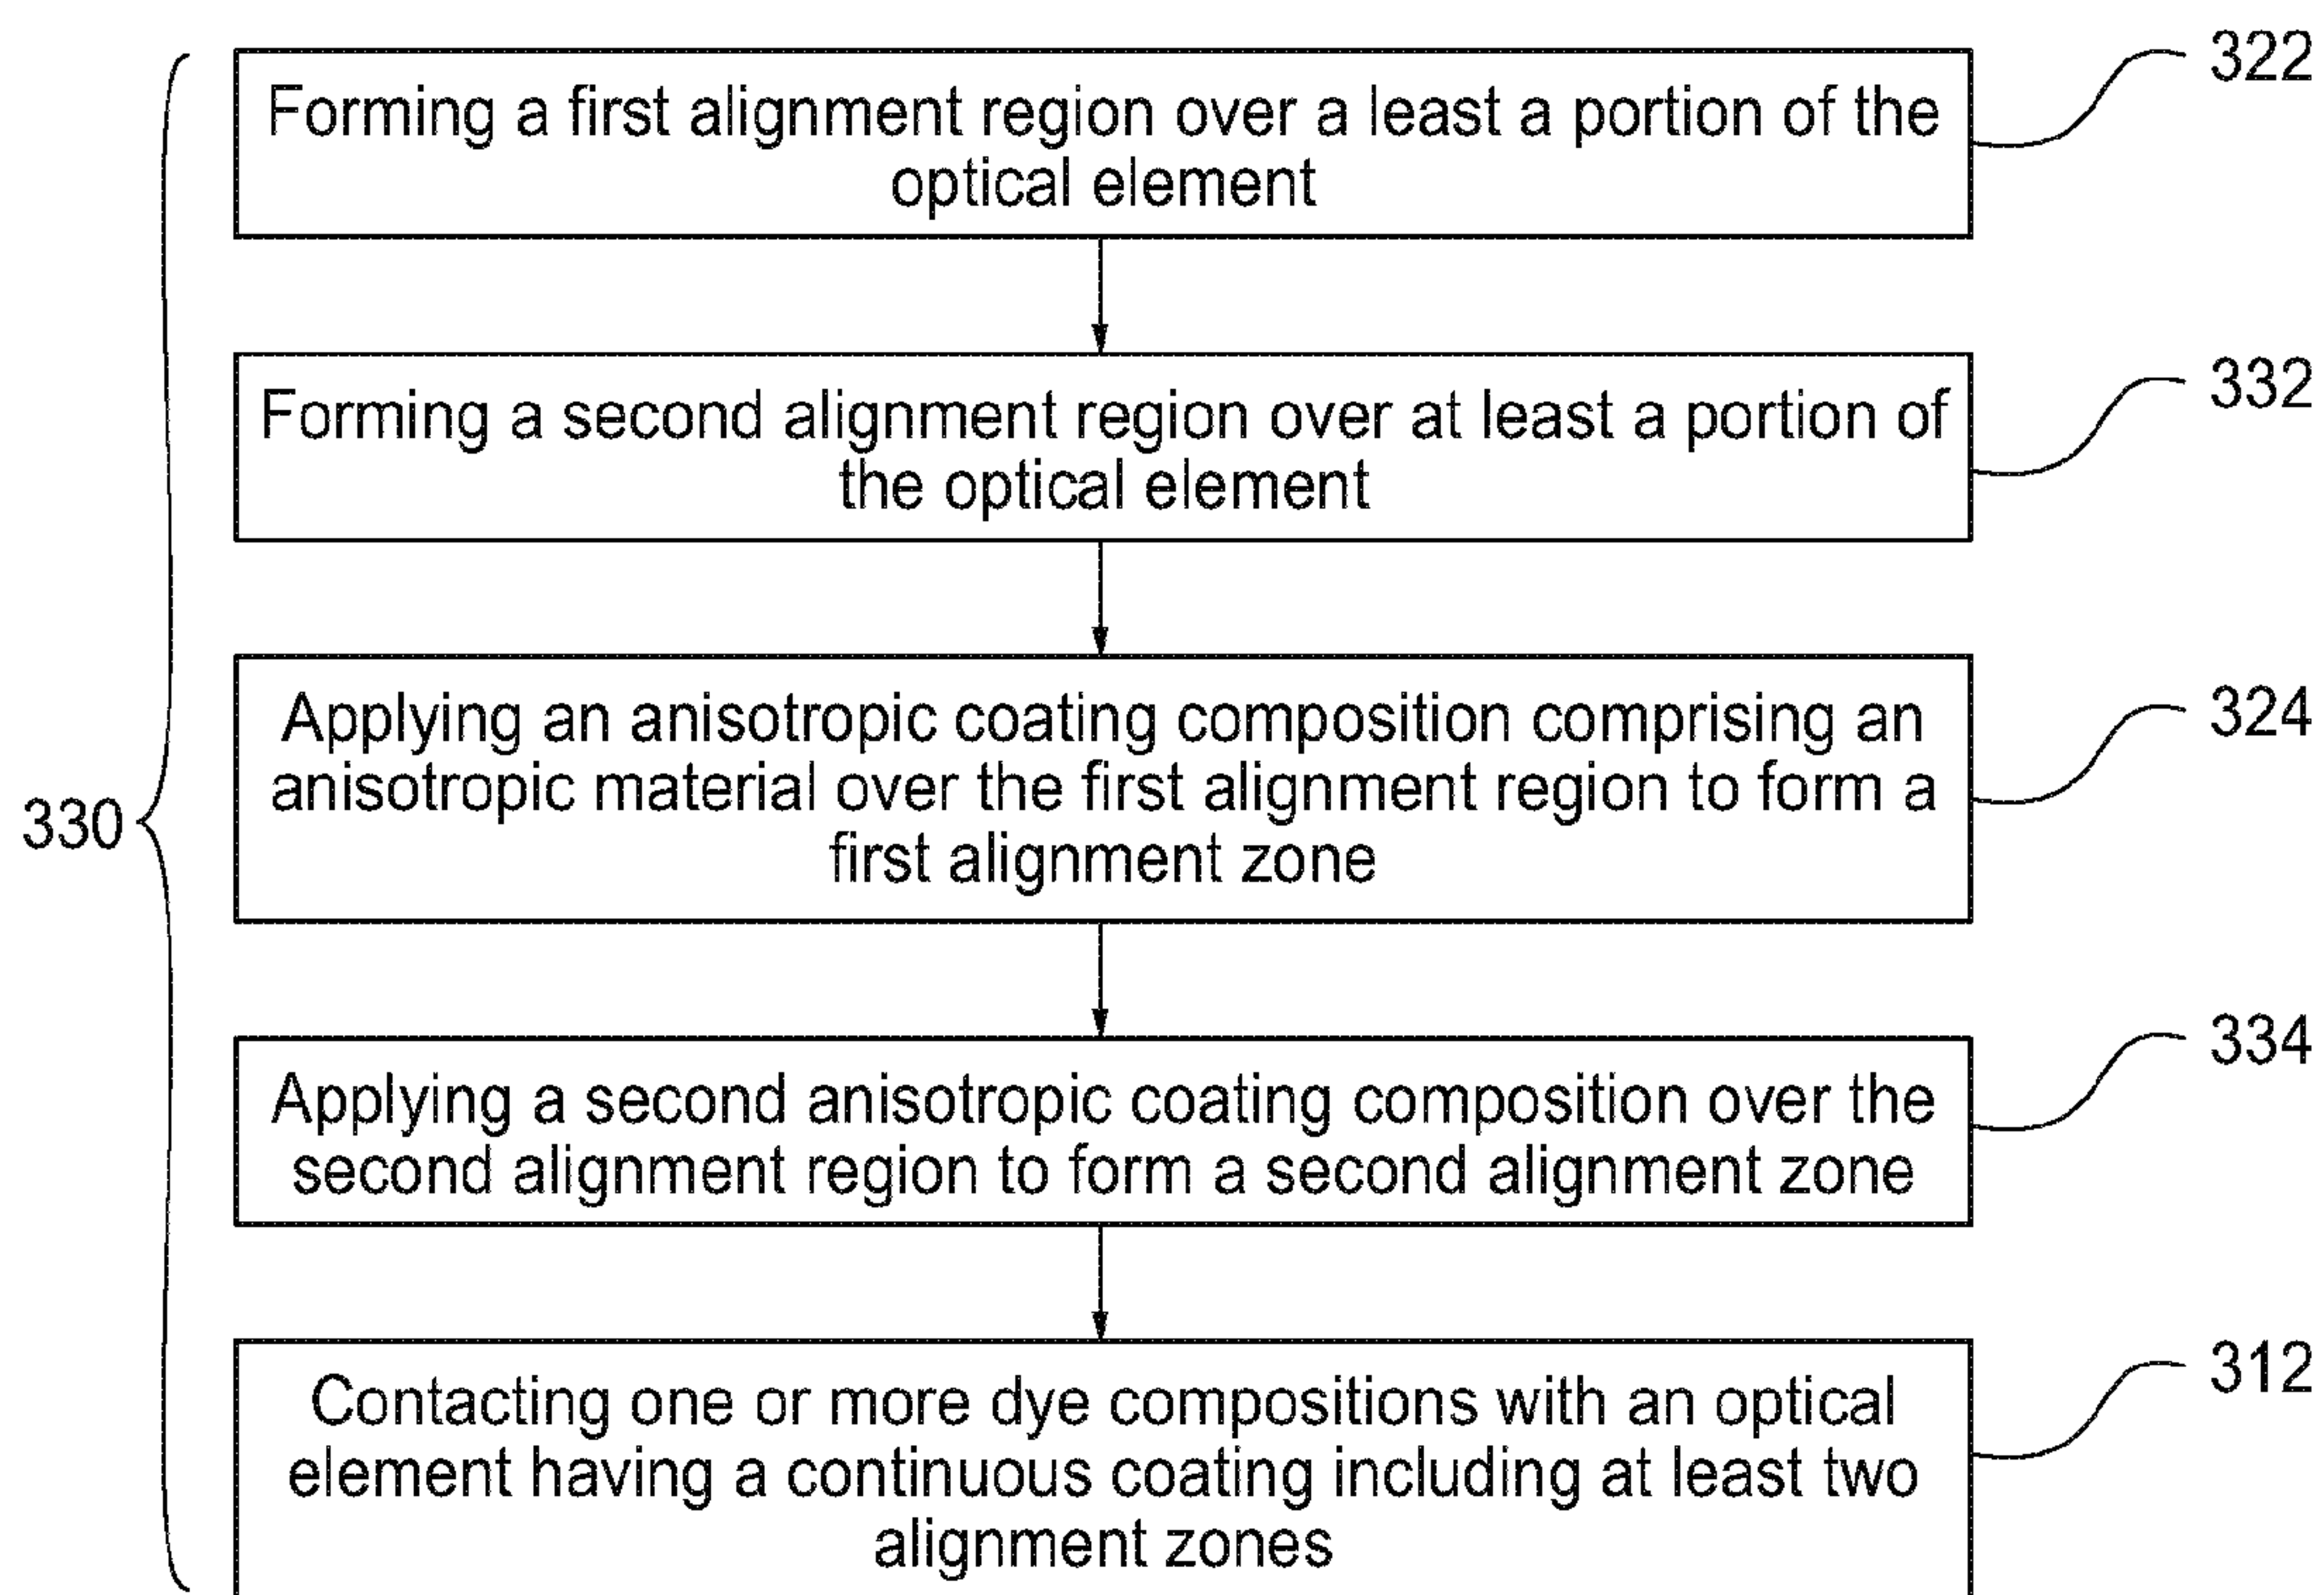 322
Forming a first alignment region over a least a portion of the
optical element
332
Forming a second alignment region over at least a portion of
the optical element
324
Applying an anisotropic coating composition comprising an
anisotropic material over the first alignment region to form a
first alignment zone
330
334
Applying a second anisotropic coating composition over the
second alignment region to form a second alignment zone
312
Contacting one or more dye compositions with an optical
element having a continuous coating including at least two
alignment zones